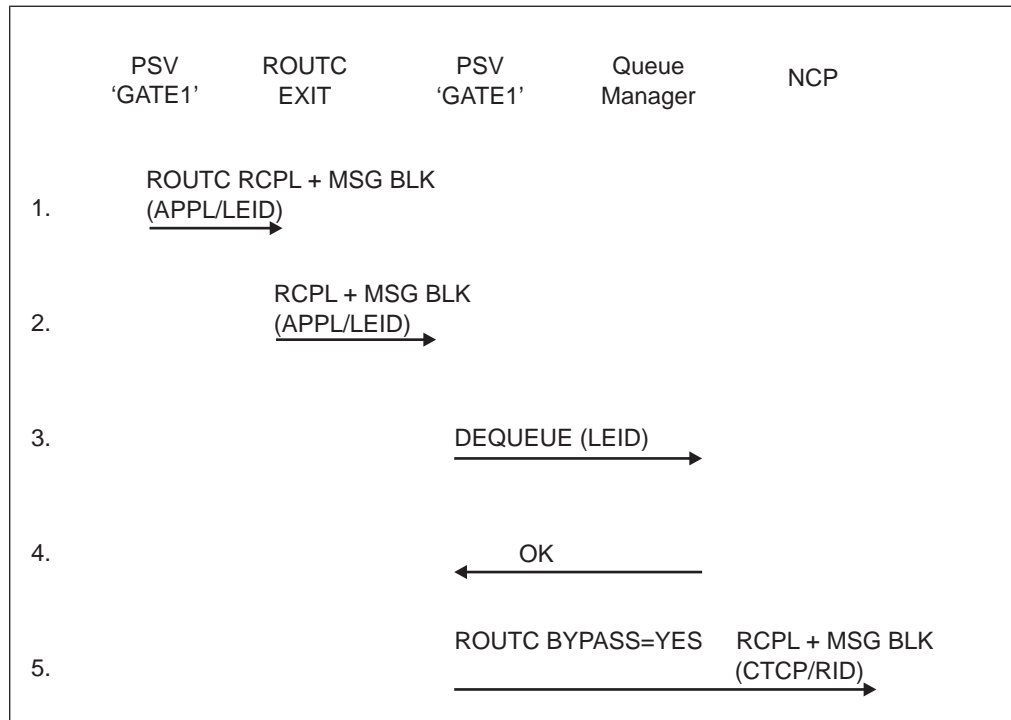 PSV
‘GATE1’
ROUTC
EXIT
PSV
‘GATE1’
Queue
Manager
NCP
1.
ROUTC RCPL + MSG BLK
(APPL/LEID)
2.
RCPL + MSG BLK
(APPL/LEID)
3.
DEQUEUE (LEID)
4.
OK
5.
ROUTC BYPASS=YES
RCPL + MSG BLK
(CTCP/RID)